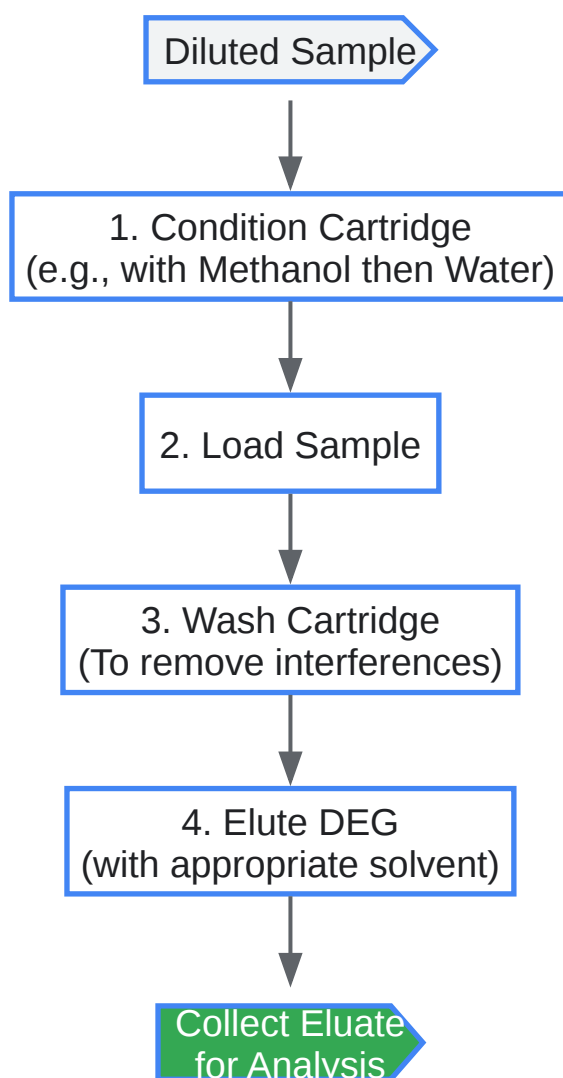 Diluted Sample
1. Condition Cartridge
(e.g., with Methanol then Water)
2. Load Sample
3. Wash Cartridge
(To remove interferences)
4. Elute DEG
(with appropriate solvent)
Collect Eluate
for Analysis